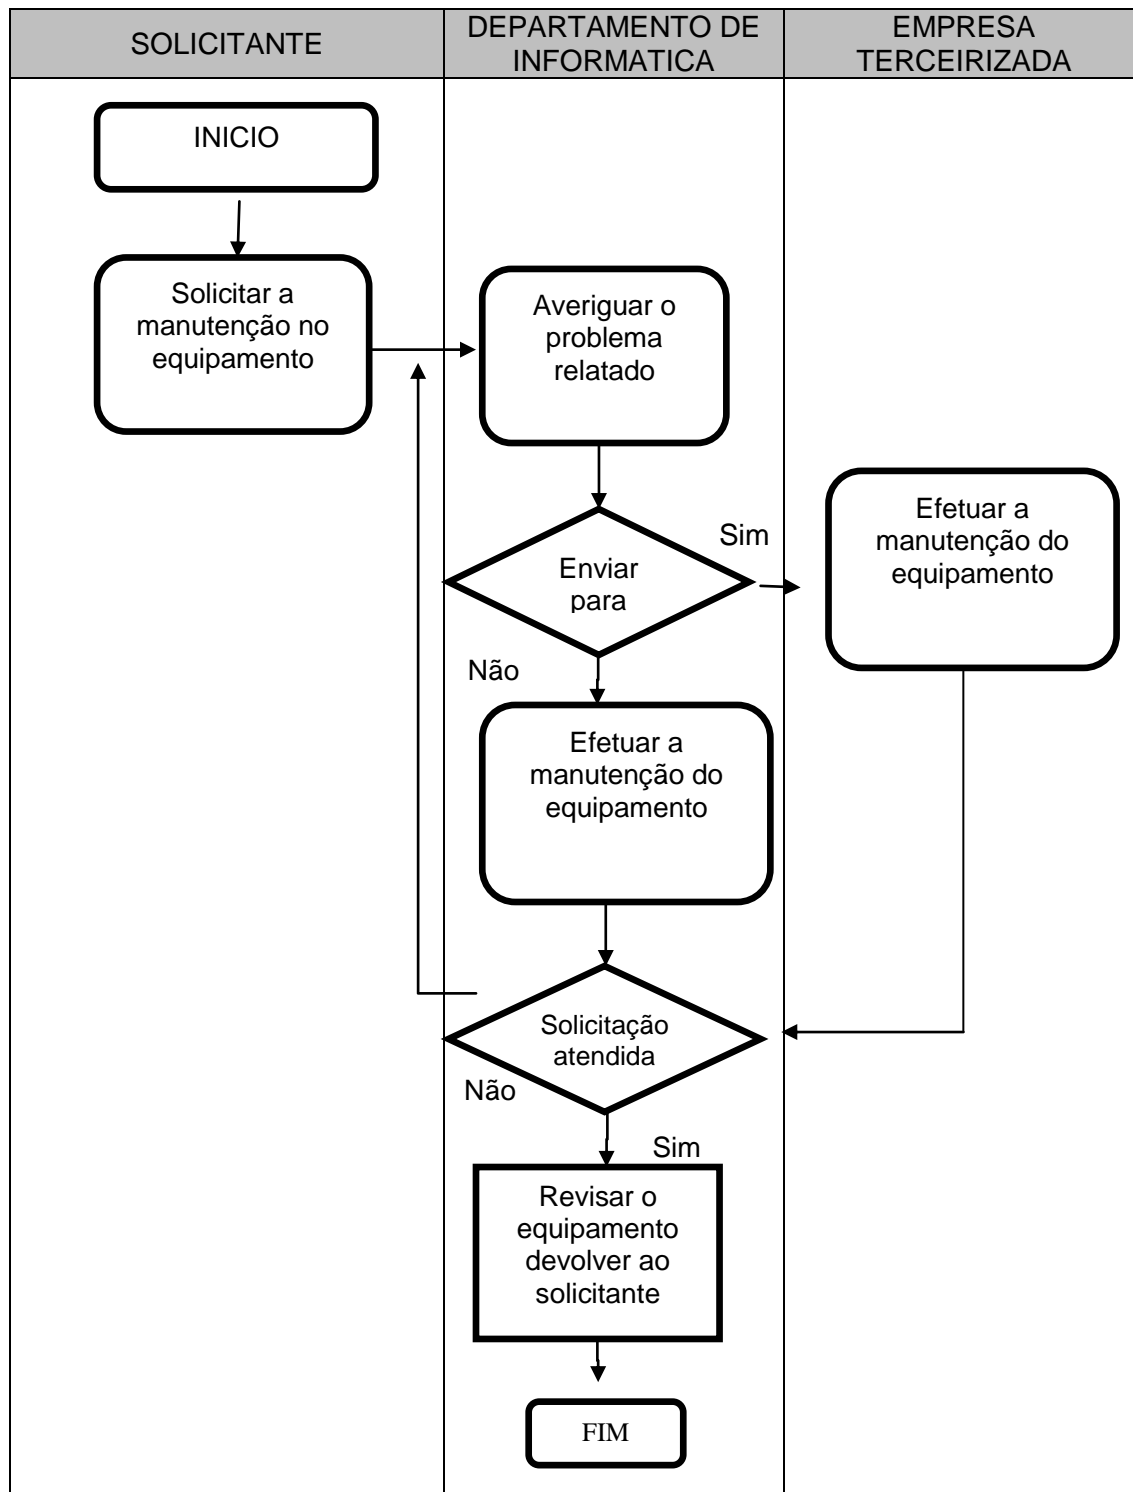 SOLICITANTE
DEPARTAMENTO DE
INFORMATICA
EMPRESA
TERCEIRIZADA
INICIO
Solicitar a
manutenção no
equipamento
Averiguar o
problema
relatado
Enviar
para
Sim
Efetuar a
manutenção do
equipamento
Não
Efetuar a
manutenção do
equipamento
Solicitação
atendida
Não
Sim
Revisar o
equipamento
devolver ao
solicitante
FIM